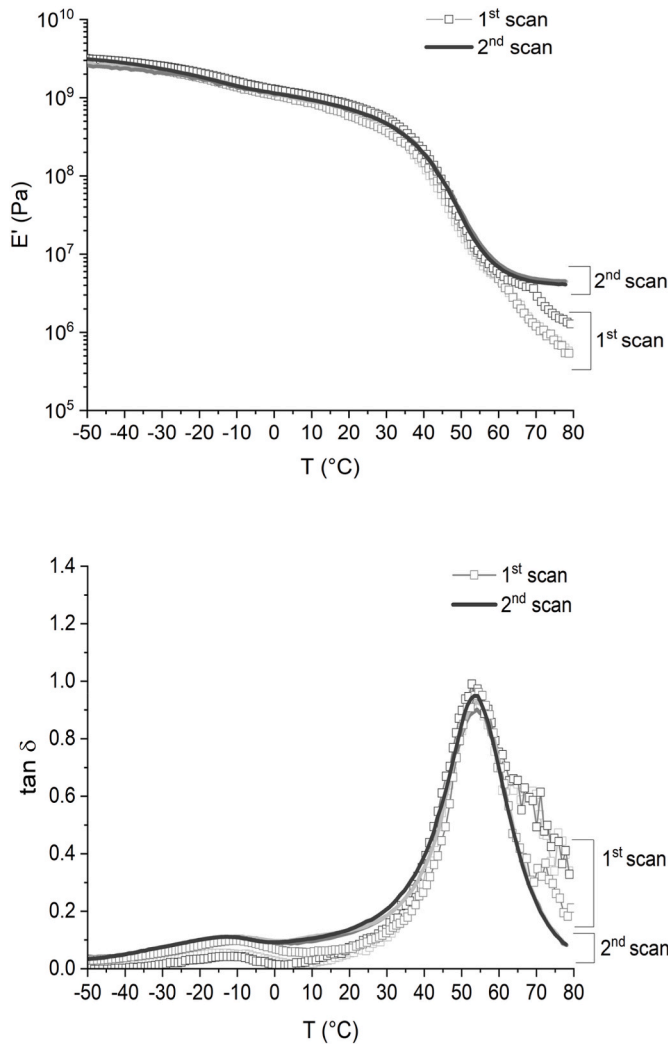 1st scan
2nd scan
10^10
10^9
10^8
10^7
10^6
10^5
E' (Pa)
2nd scan
1st scan
-50 -40 -30 -20 -10 0 10 20 30 40 50 60 70 80
T (°C)
1st scan
2nd scan
1.4
1.2
1.0
0.8
0.6
0.4
0.2
0.0
tan δ
1st scan
2nd scan
-50 -40 -30 -20 -10 0 10 20 30 40 50 60 70 80
T (°C)